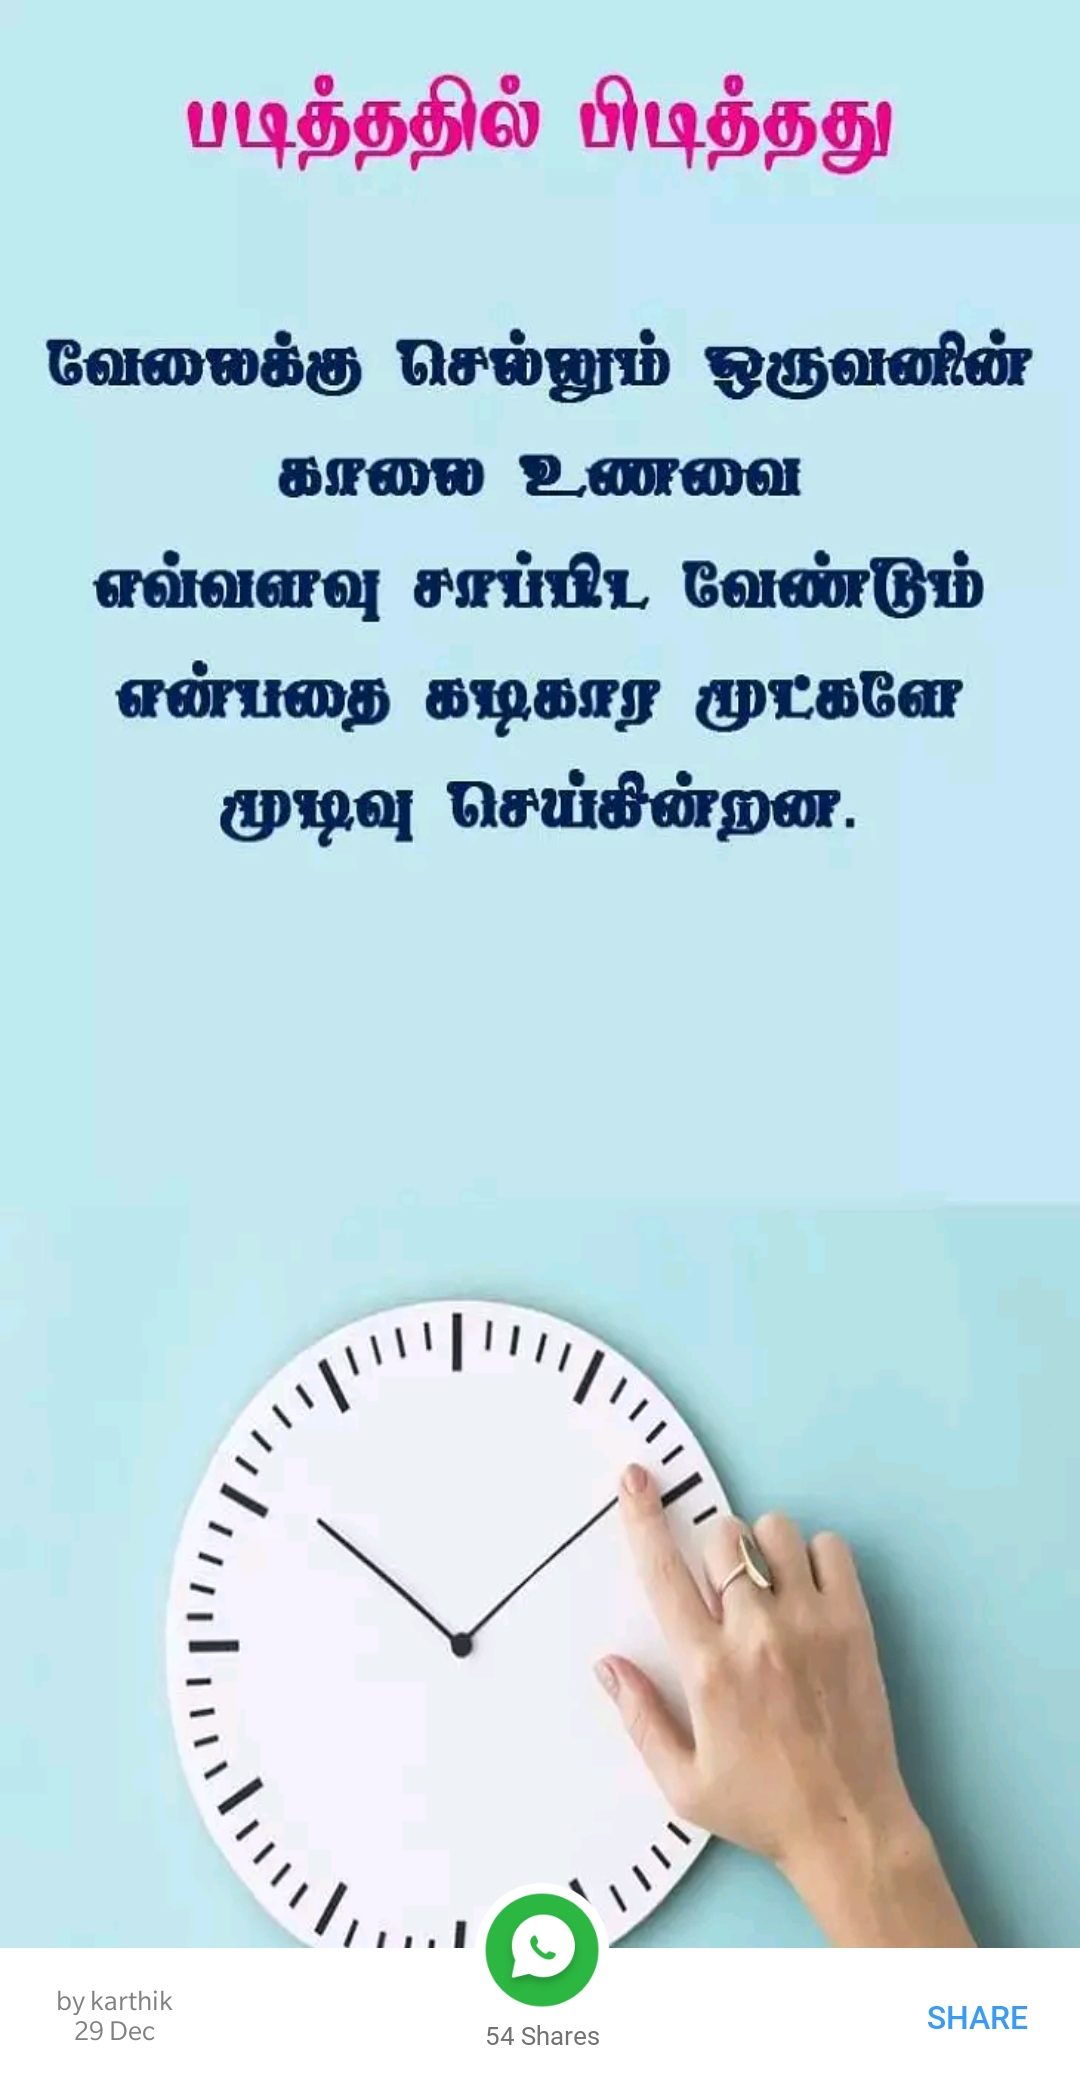 படித்ததில் பிடித்தது
வேலைக்கு செல்லும் ஒருவனின்
காலை உணவை
எவ்வளவு சாப்பிட வேண்டும்
என்பதை கடிகார முட்களே
முடிவு செய்கின்றன.
by karthik
29 Dec
54 Shares
SHARE